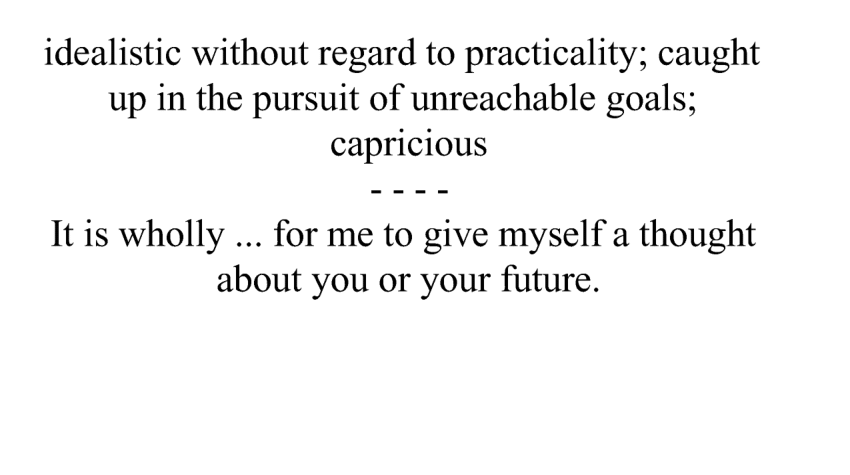 idealistic without regard to practicality; caught
up in the pursuit of unreachable goals;
capricious
- - - -
It is wholly ... for me to give myself a thought
about you or your future.